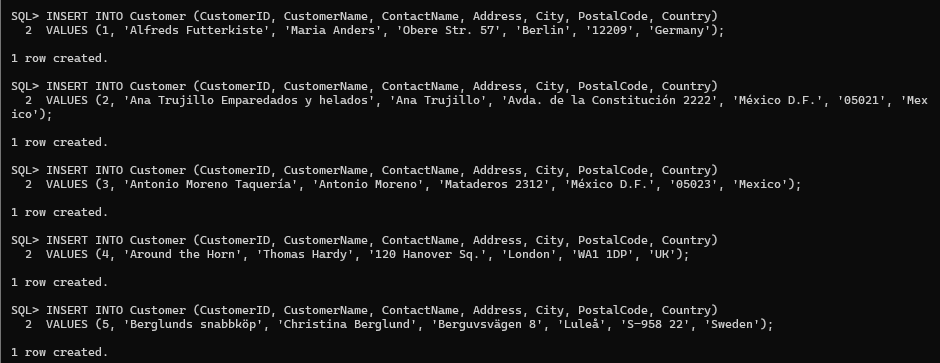 SQL> INSERT INTO Customer (CustomerID, CustomerName, ContactName, Address, City, PostalCode, Country)
  2  VALUES (1, 'Alfreds Futterkiste', 'Maria Anders', 'Obere Str. 57', 'Berlin', '12209', 'Germany');
1 row created.
SQL> INSERT INTO Customer (CustomerID, CustomerName, ContactName, Address, City, PostalCode, Country)
  2  VALUES (2, 'Ana Trujillo Emparedados y helados', 'Ana Trujillo', 'Avda. de la Constitución 2222', 'México D.F.', '05021', 'Mex
ico');
1 row created.
SQL> INSERT INTO Customer (CustomerID, CustomerName, ContactName, Address, City, PostalCode, Country)
  2  VALUES (3, 'Antonio Moreno Taquería', 'Antonio Moreno', 'Mataderos 2312', 'México D.F.', '05023', 'Mexico');
1 row created.
SQL> INSERT INTO Customer (CustomerID, CustomerName, ContactName, Address, City, PostalCode, Country)
  2  VALUES (4, 'Around the Horn', 'Thomas Hardy', '120 Hanover Sq.', 'London', 'WA1 1DP', 'UK');
1 row created.
SQL> INSERT INTO Customer (CustomerID, CustomerName, ContactName, Address, City, PostalCode, Country)
  2  VALUES (5, 'Berglunds snabbköp', 'Christina Berglund', 'Berguvsvägen 8', 'Luleå', 'S-958 22', 'Sweden');
1 row created.